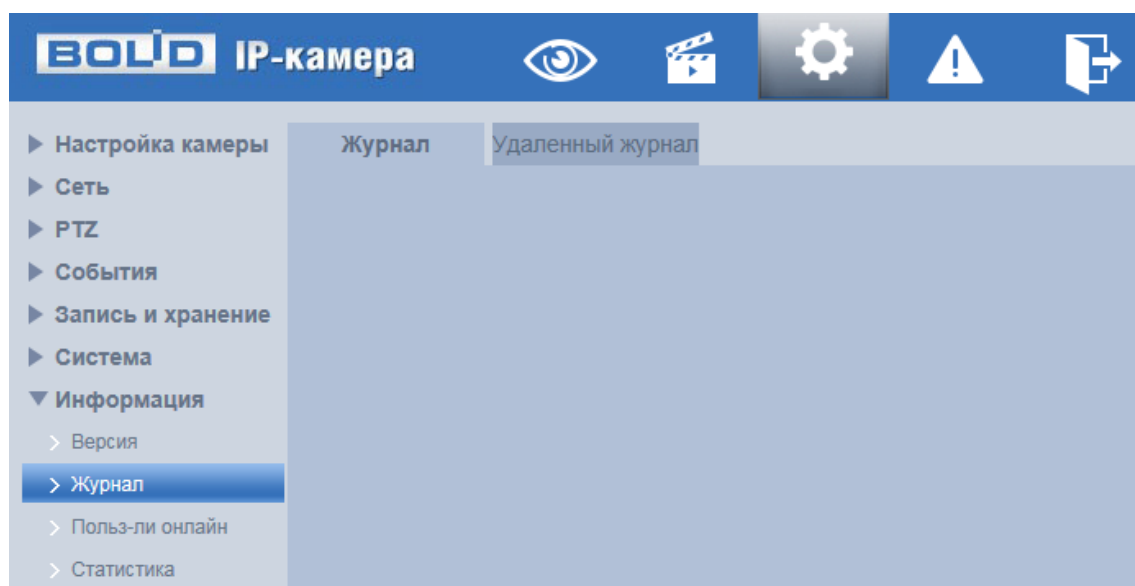 BOLID IP-камера
Настройка камеры
Журнал
Удаленный журнал
Сеть
PTZ
События
Запись и хранение
Система
Информация
Версия
Журнал
Польз-ли онлайн
Статистика